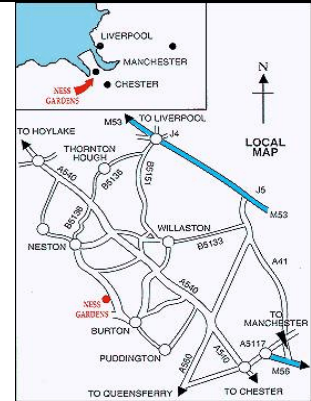 LIVERPOOL
MANCHESTER
CHESTER
NESS
GARDENS
M53
TO LIVERPOOL
J4
TO HOYLAKE
N
LOCAL
MAP
THORNTON
HOUGH
A540
B5136
B5151
J5
M53
B5136
WILLASTON
NESTON
B5133
A41
A540
NESS
GARDENS
BURTON
TO
MANCHESTER
PUDDINGTON
A550
A540
A5117
M56
TO QUEENSFERRY
TO CHESTER